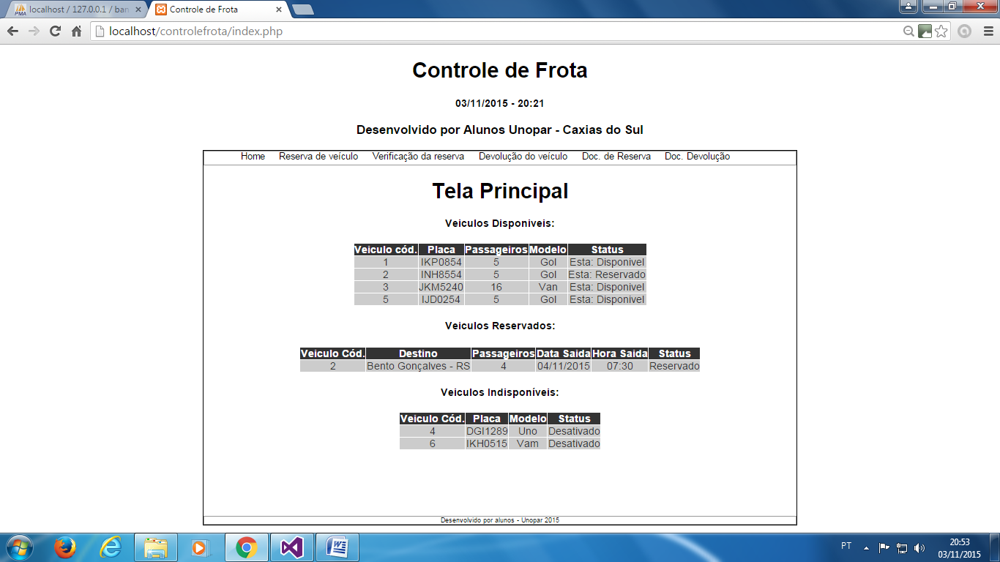 localhost / 127.0.0.1 / ban
Controle de Frota
localhost/controlefrota/index.php
Controle de Frota
03/11/2015 - 20:21
Desenvolvido por Alunos Unopar - Caxias do Sul
Home Reserva de veículo Verificação da reserva Devolução do veículo Doc. de Reserva Doc. Devolução
Tela Principal
Veiculos Disponiveis:
Veiculo cód. Placa Passageiros Modelo Status
1 IKP0854 5 Gol Esta: Disponivel
2 INH8554 5 Gol Esta: Reservado
3 JKM5240 16 Van Esta: Disponivel
5 IJD0254 5 Gol Esta: Disponivel
Veiculos Reservados:
Veiculo Cód. Destino Passageiros Data Saida Hora Saida Status
2 Bento Gonçalves - RS 4 04/11/2015 07:30 Reservado
Veiculos Indisponíveis:
Veiculo Cód. Placa Modelo Status
4 DGI1289 Uno Desativado
6 IKH0515 Vam Desativado
Desenvolvido por alunos - Unopar 2015
PT 20:53
03/11/2015